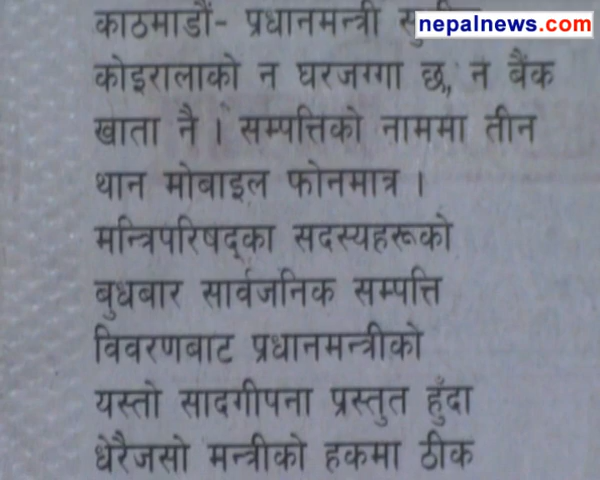 nepalnews.com
काठमाडौं- प्रधानमन्त्री
कोइरालाको न घरजग्गा छ, न बैंक
खाता नै । सम्पत्तिको नाममा तीन
थान मोबाइल फोनमात्र ।
मन्त्रिपरिषद्का सदस्यहरूको
बुधबार सार्वजनिक सम्पत्ति
विवरणबाट प्रधानमन्त्रीको
यस्तो सादगीपना प्रस्तुत हुँदा
धेरैजसो मन्त्रीको हकमा ठीक